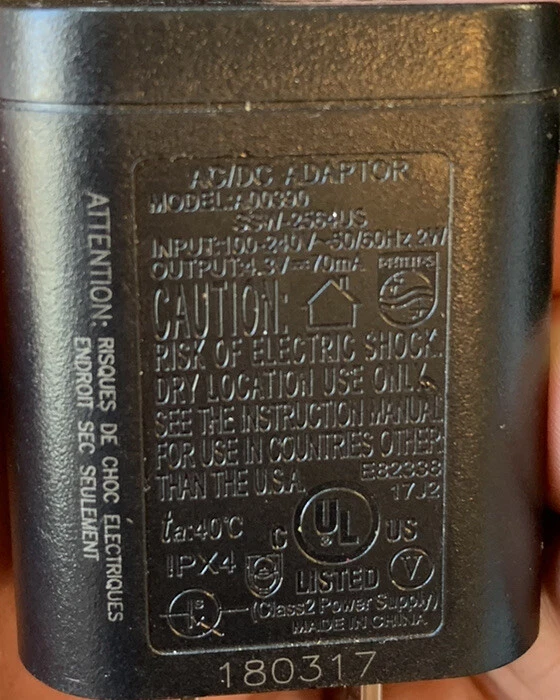 AC/DC ADAPTOR
MODEL:A00390
SSW-2564US
INPUT:100-240V~50/60Hz 2W
OUTPUT:4.3V⎓70mA
PHILIPS
CAUTION:
RISK OF ELECTRIC SHOCK.
DRY LOCATION USE ONLY.
SEE THE INSTRUCTION MANUAL
FOR USE IN COUNTRIES OTHER
THAN THE U.S.A.
E82388
17J2
ta:40°C
C UL US
IPX4
LISTED
V
(Class2 Power Supply)
MADE IN CHINA
180317
ATTENTION: RISQUES DE CHOC ÉLECTRIQUES
ENDROIT SEC SEULEMENT